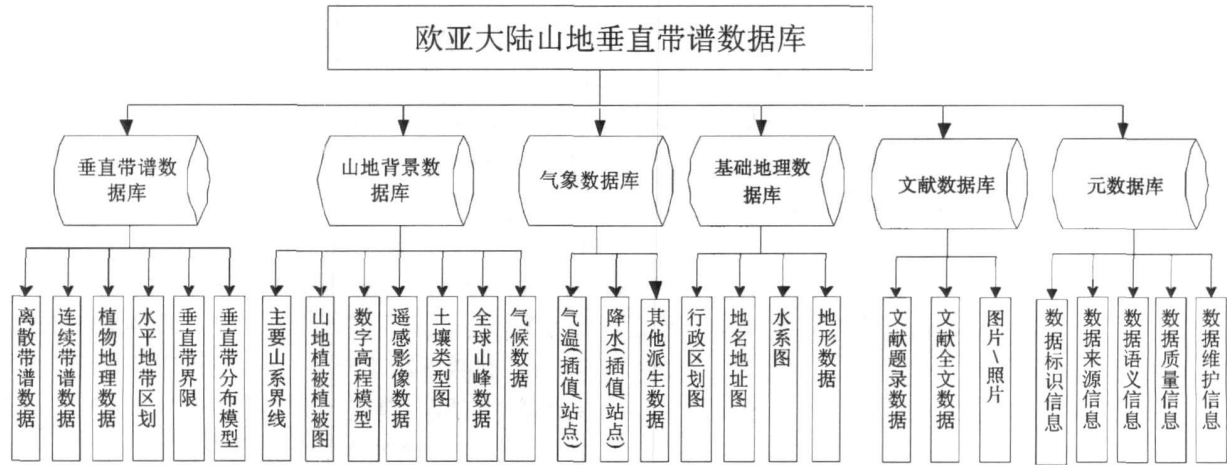 欧亚大陆山地垂直带谱数据库
垂直带谱数
据库
山地背景数
据库
气象数据库
基础地理数
据库
文献数据库
元数据库
离散带谱数据
连续带谱数据
植物地理数据
水平地带区划
垂直带界限
垂直带分布模型
主要山系界线
山地植被植被图
数字高程模型
遥感影像数据
土壤类型图
全球山峰数据
气候数据
气温(插值\站点)
降水(插值\站点)
其他派生数据
行政区划图
地名地址图
水系图
地形数据
文献题录数据
文献全文数据
图片\照片
数据标识信息
数据来源信息
数据语义信息
数据质量信息
数据维护信息